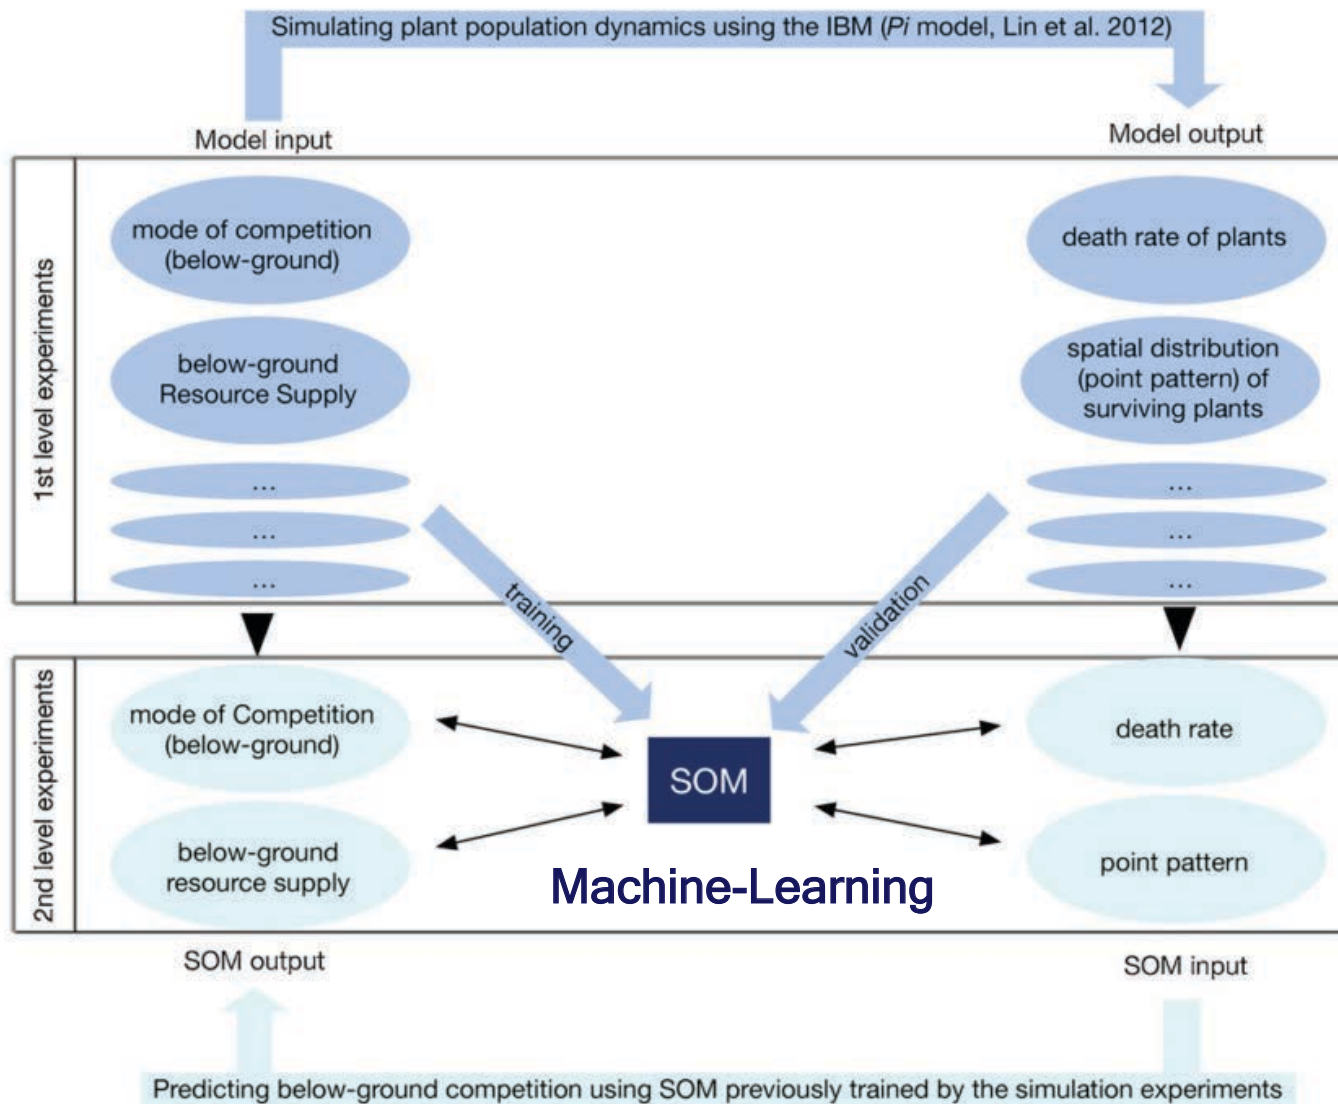 Simulating plant population dynamics using the IBM (Pi model, Lin et al. 2012)
Model input
Model output
1st level experiments
mode of competition
(below-ground)
below-ground
Resource Supply
...
...
...
death rate of plants
spatial distribution
(point pattern) of
surviving plants
...
...
...
training
validation
2nd level experiments
mode of Competition
(below-ground)
below-ground
resource supply
SOM
Machine-Learning
death rate
point pattern
SOM output
SOM input
Predicting below-ground competition using SOM previously trained by the simulation experiments